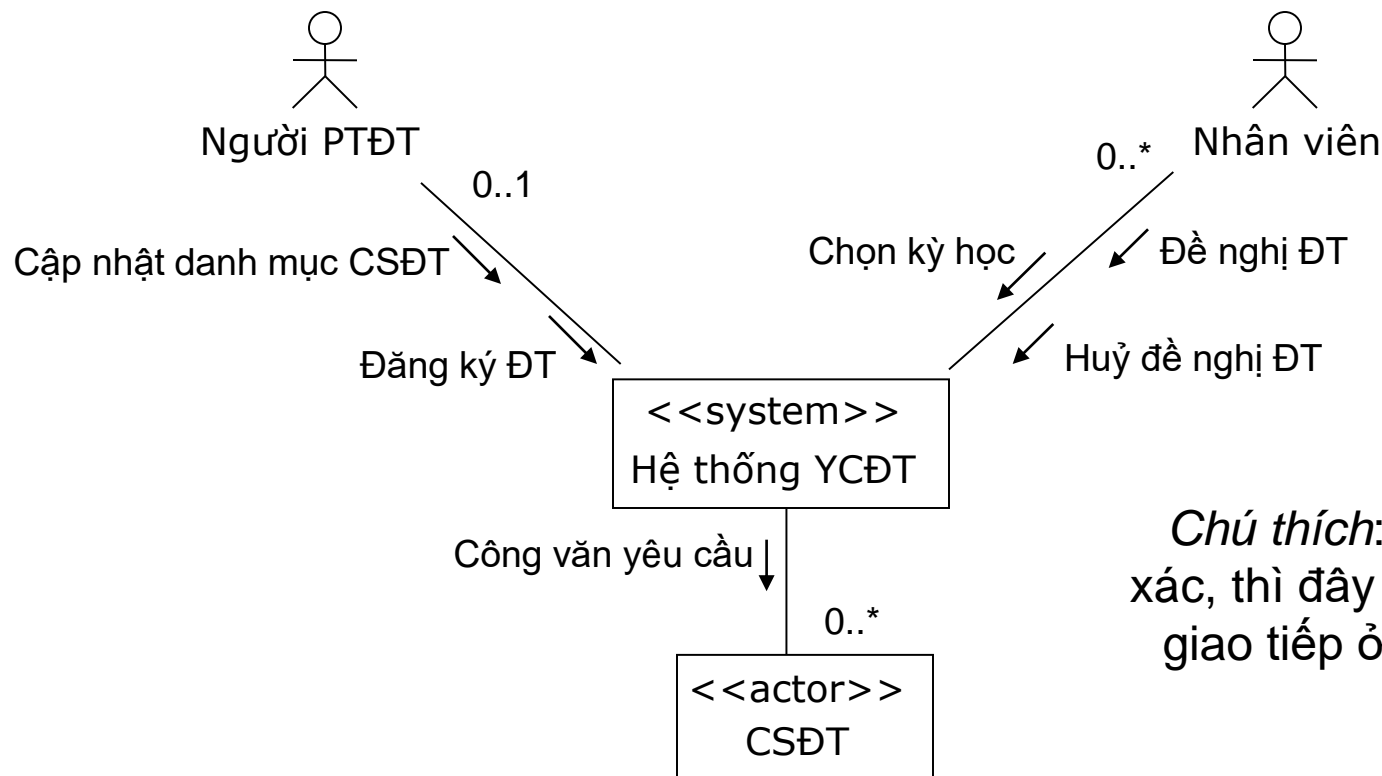 Người PTĐT
Nhân viên
0..1
0..*
Cập nhật danh mục CSĐT
Chọn kỳ học
Đề nghị ĐT
Đăng ký ĐT
Huỷ đề nghị ĐT
<<system>>
Hệ thống YCĐT
Công văn yêu cầu
0..*
<<actor>>
CSĐT
Chú thích:
xác, thì đây
giao tiếp ỏ